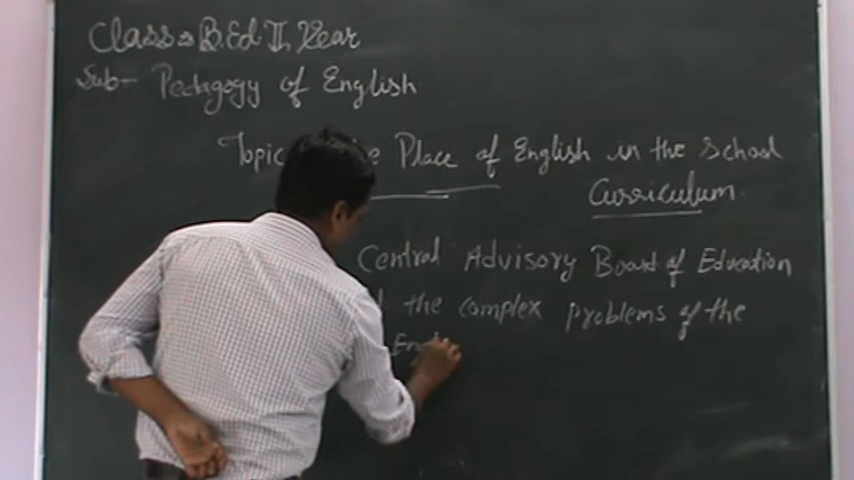 Class:- B.Ed. II Year
Sub- Pedagogy of English
Topic Place of English in the School
Curriculum.
Central Advisory Board of Education
the complex problems of the